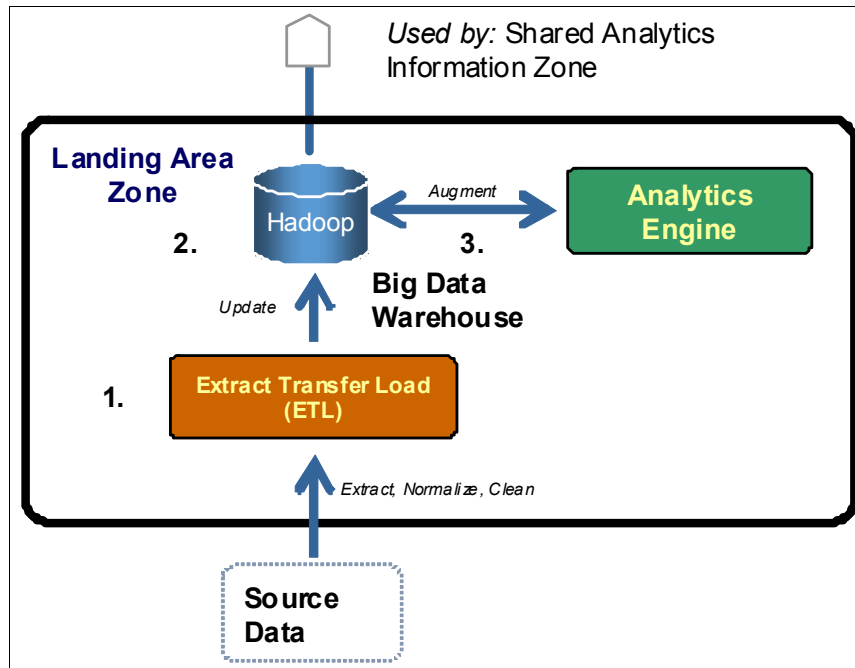 Used by: Shared Analytics
Information Zone
Landing Area
Zone
Hadoop
Augment
Analytics
Engine
2.
3.
Big Data
Warehouse
Update
1.
Extract Transfer Load
(ETL)
Extract, Normalize, Clean
Source
Data